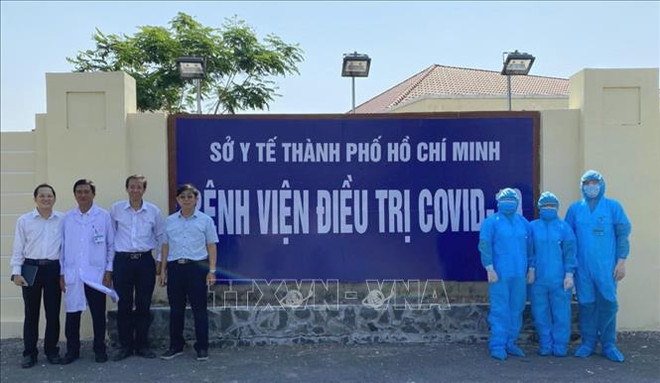 SỞ Y TẾ THÀNH PHỐ HỒ CHÍ MINH
ỆNH VIỆN ĐIỀU TRỊ COVID-
TTXVN-VNA